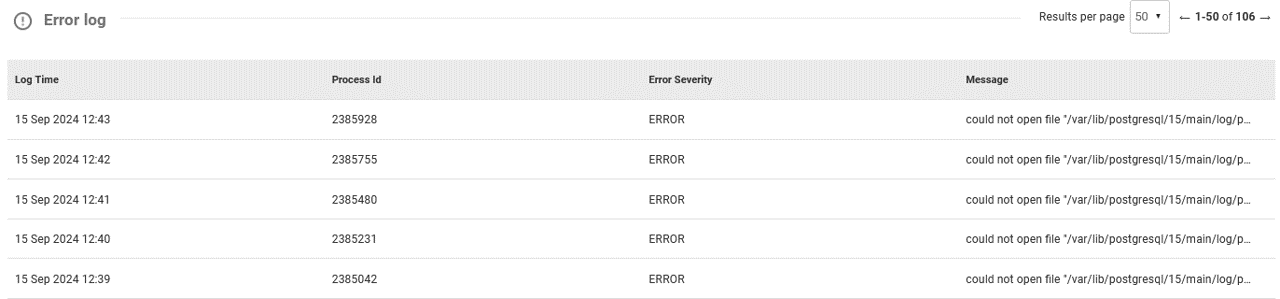 Error log
Results per page 50 ← 1-50 of 106 →
Log Time Process Id Error Severity Message
15 Sep 2024 12:43 2385928 ERROR could not open file "/var/lib/postgresql/15/main/log/p…
15 Sep 2024 12:42 2385755 ERROR could not open file "/var/lib/postgresql/15/main/log/p…
15 Sep 2024 12:41 2385480 ERROR could not open file "/var/lib/postgresql/15/main/log/p…
15 Sep 2024 12:40 2385231 ERROR could not open file "/var/lib/postgresql/15/main/log/p…
15 Sep 2024 12:39 2385042 ERROR could not open file "/var/lib/postgresql/15/main/log/p…